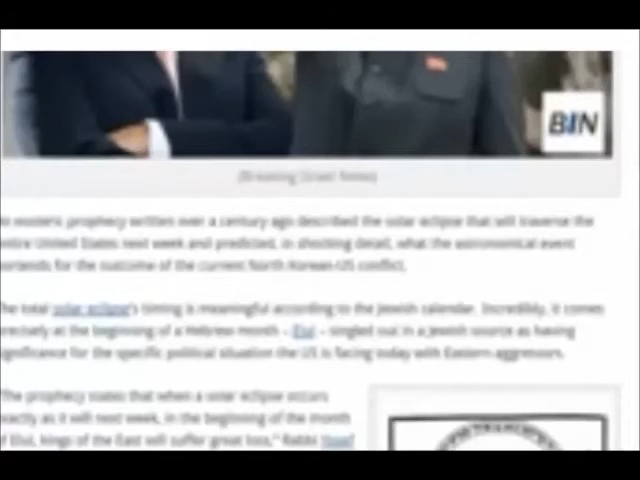 BIN
(Breaking Israel News)
esoteric prophecy written over a century ago described the solar eclipse that will traverse the
entire United States next week and predicted, in shocking detail, what the astronomical event
portends for the outcome of the current North Korean-US conflict.
The total solar eclipse's timing is meaningful according to the Jewish calendar. Incredibly, it comes
precisely at the beginning of a Hebrew month – Elul – singled out in a Jewish source as having
significance for the specific political situation the US is facing today with Eastern aggressors.
"The prophecy states that when a solar eclipse occurs
exactly as it will next week, in the beginning of the month
of Elul, kings of the East will suffer great loss," Rabbi Yosef